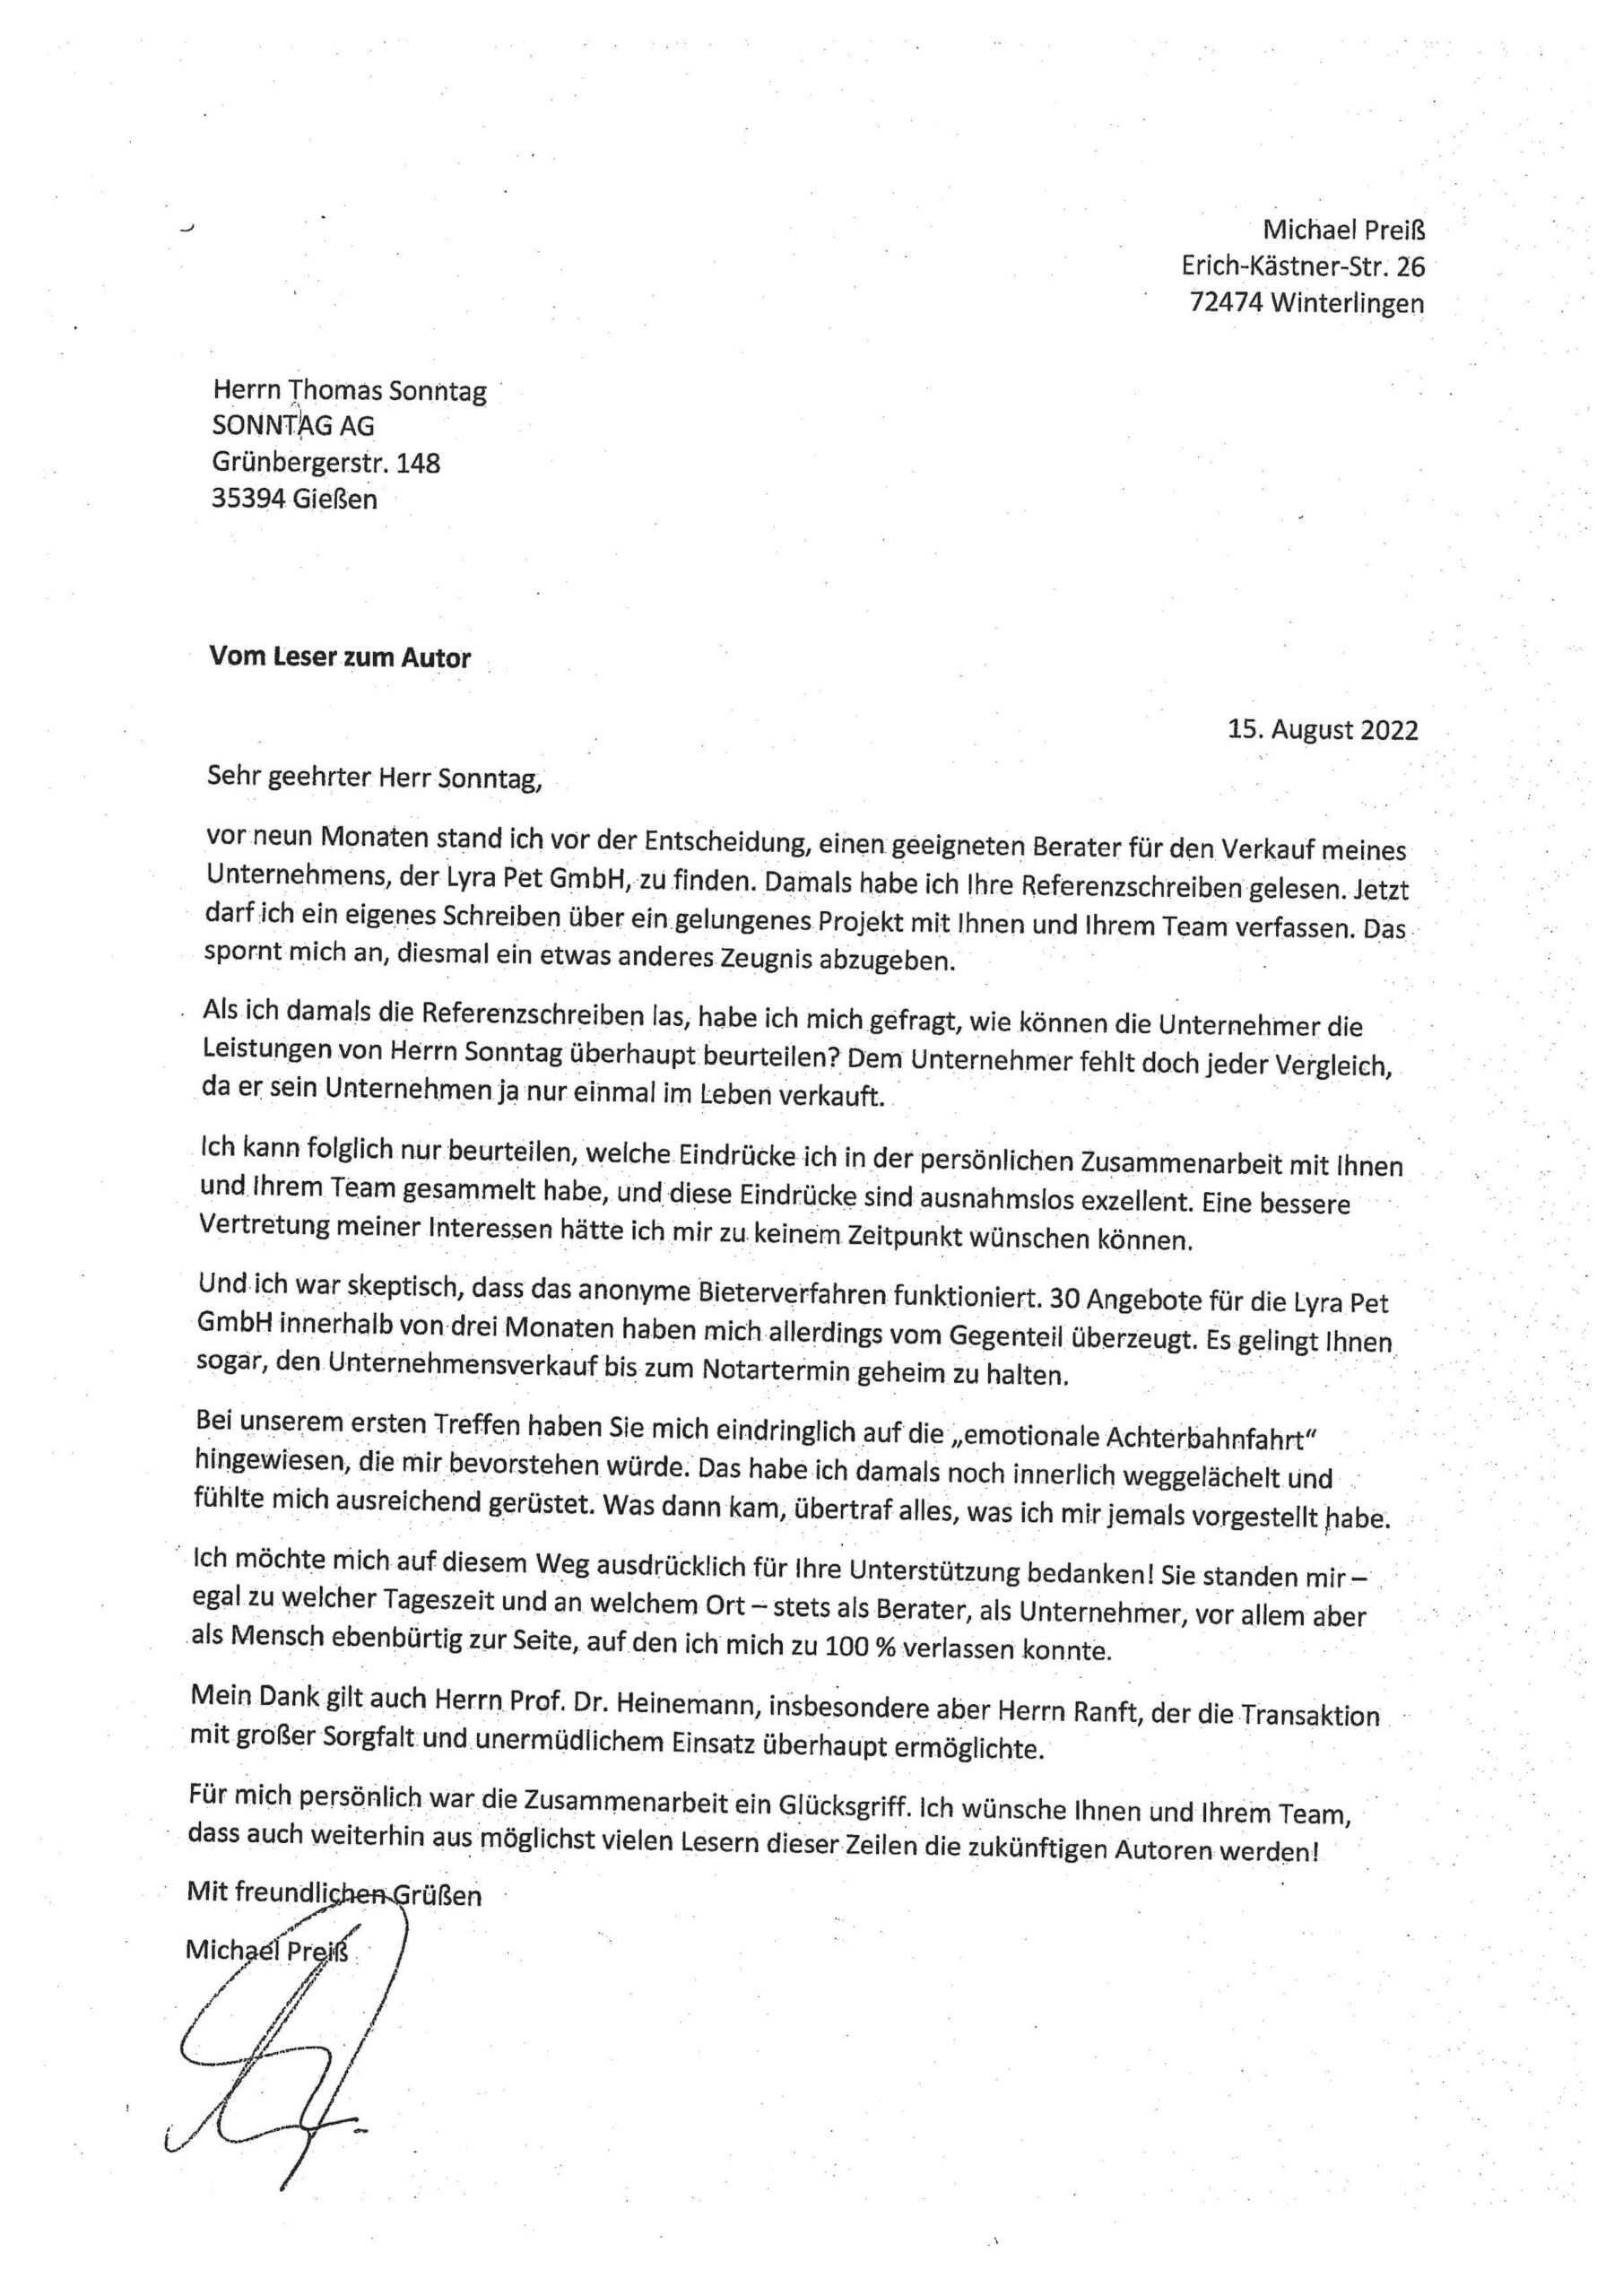 Michael Preiß
Erich-Kästner-Str. 26
72474 Winterlingen
Herrn Thomas Sonntag
SONNTAG AG
Grünbergerstr. 148
35394 Gießen
Vom Leser zum Autor
15. August 2022
Sehr geehrter Herr Sonntag,
vor neun Monaten stand ich vor der Entscheidung, einen geeigneten Berater für den Verkauf meines
Unternehmens, der Lyra Pet GmbH, zu finden. Damals habe ich Ihre Referenzschreiben gelesen. Jetzt
darf ich ein eigenes Schreiben über ein gelungenes Projekt mit Ihnen und Ihrem Team verfassen. Das
spornt mich an, diesmal ein etwas anderes Zeugnis abzugeben.
Als ich damals die Referenzschreiben las, habe ich mich gefragt, wie können die Unternehmer die
Leistungen von Herrn Sonntag überhaupt beurteilen? Dem Unternehmer fehlt doch jeder Vergleich,
da er sein Unternehmen ja nur einmal im Leben verkauft.
Ich kann folglich nur beurteilen, welche Eindrücke ich in der persönlichen Zusammenarbeit mit Ihnen
und Ihrem Team gesammelt habe, und diese Eindrücke sind ausnahmslos exzellent. Eine bessere
Vertretung meiner Interessen hätte ich mir zu keinem Zeitpunkt wünschen können.
Und ich war skeptisch, dass das anonyme Bieterverfahren funktioniert. 30 Angebote für die Lyra Pet
GmbH innerhalb von drei Monaten haben mich allerdings vom Gegenteil überzeugt. Es gelingt Ihnen
sogar, den Unternehmensverkauf bis zum Notartermin geheim zu halten.
Bei unserem ersten Treffen haben Sie mich eindringlich auf die „emotionale Achterbahnfahrt“
hingewiesen, die mir bevorstehen würde. Das habe ich damals noch innerlich weggelächelt und
fühlte mich ausreichend gerüstet. Was dann kam, übertraf alles, was ich mir jemals vorgestellt habe.
Ich möchte mich auf diesem Weg ausdrücklich für Ihre Unterstützung bedanken! Sie standen mir –
egal zu welcher Tageszeit und an welchem Ort – stets als Berater, als Unternehmer, vor allem aber
als Mensch ebenbürtig zur Seite, auf den ich mich zu 100 % verlassen konnte.
Mein Dank gilt auch Herrn Prof. Dr. Heinemann, insbesondere aber Herrn Ranft, der die Transaktion
mit großer Sorgfalt und unermüdlichem Einsatz überhaupt ermöglichte.
Für mich persönlich war die Zusammenarbeit ein Glücksgriff. Ich wünsche Ihnen und Ihrem Team,
dass auch weiterhin aus möglichst vielen Lesern dieser Zeilen die zukünftigen Autoren werden!
Mit freundlichen Grüßen
Michael Preiß